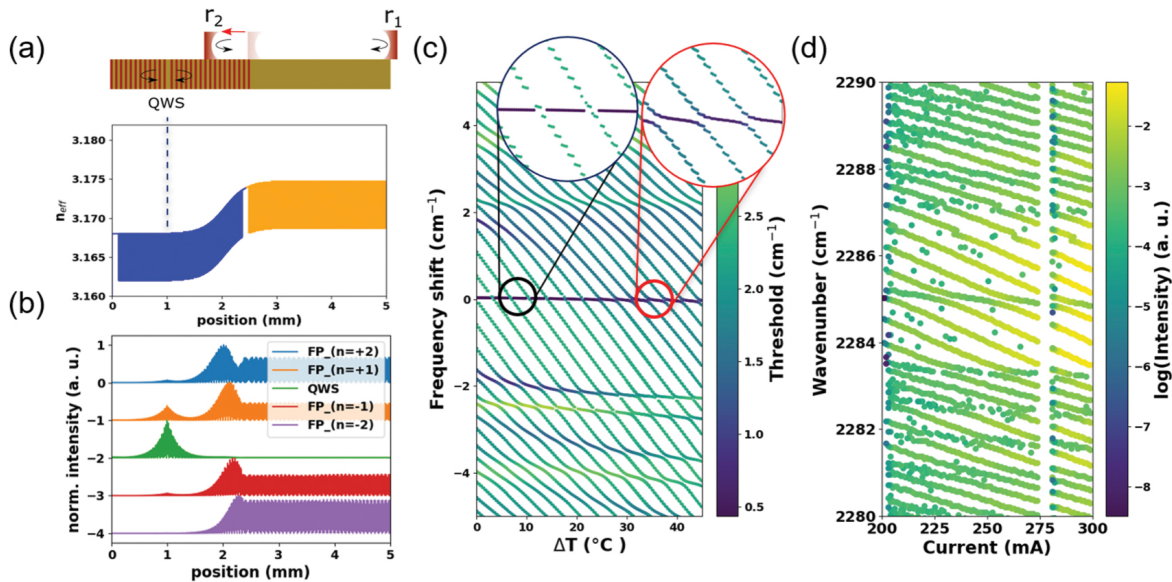 (a)
r2
r1
QWS
3.180
3.175
3.170
3.165
3.160
neff
0
1
2
3
4
5
position (mm)
(b)
1
0
−1
−2
−3
−4
norm. intensity (a. u.)
FP_(n=+2)
FP_(n=+1)
QWS
FP_(n=-1)
FP_(n=-2)
0
1
2
3
4
5
position (mm)
(c)
4
2
0
−2
−4
Frequency shift (cm−1)
0
10
20
30
40
ΔT (°C )
2.5
2.0
1.5
1.0
0.5
Threshold (cm−1)
(d)
2290
2288
2286
2284
2282
2280
Wavenunber (cm−1)
200
225
250
275
300
Current (mA)
−2
−3
−4
−5
−6
−7
−8
log(Intensity) (a. u.)